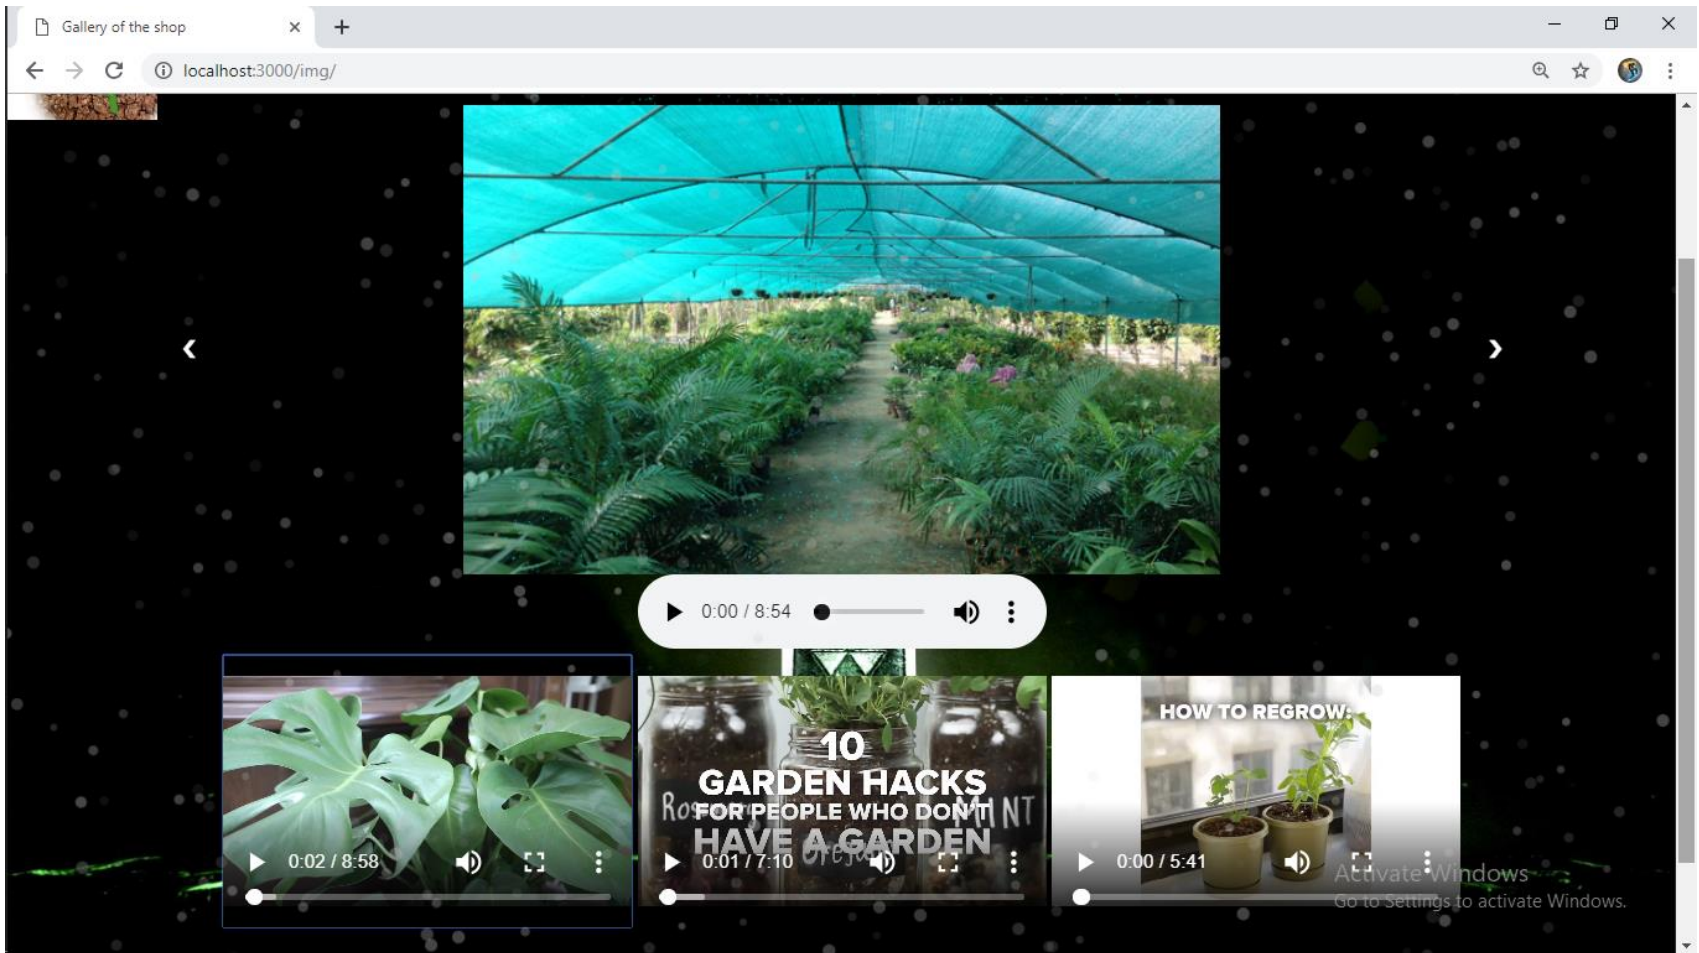 Gallery of the shop
localhost:3000/img/
0:00 / 8:54
10
GARDEN HACKS
FOR PEOPLE WHO DON'T
HAVE A GARDEN
MINT
HOW TO REGROW:
0:02 / 8:58
0:01 / 7:10
0:00 / 5:41
Activate Windows
Go to Settings to activate Windows.